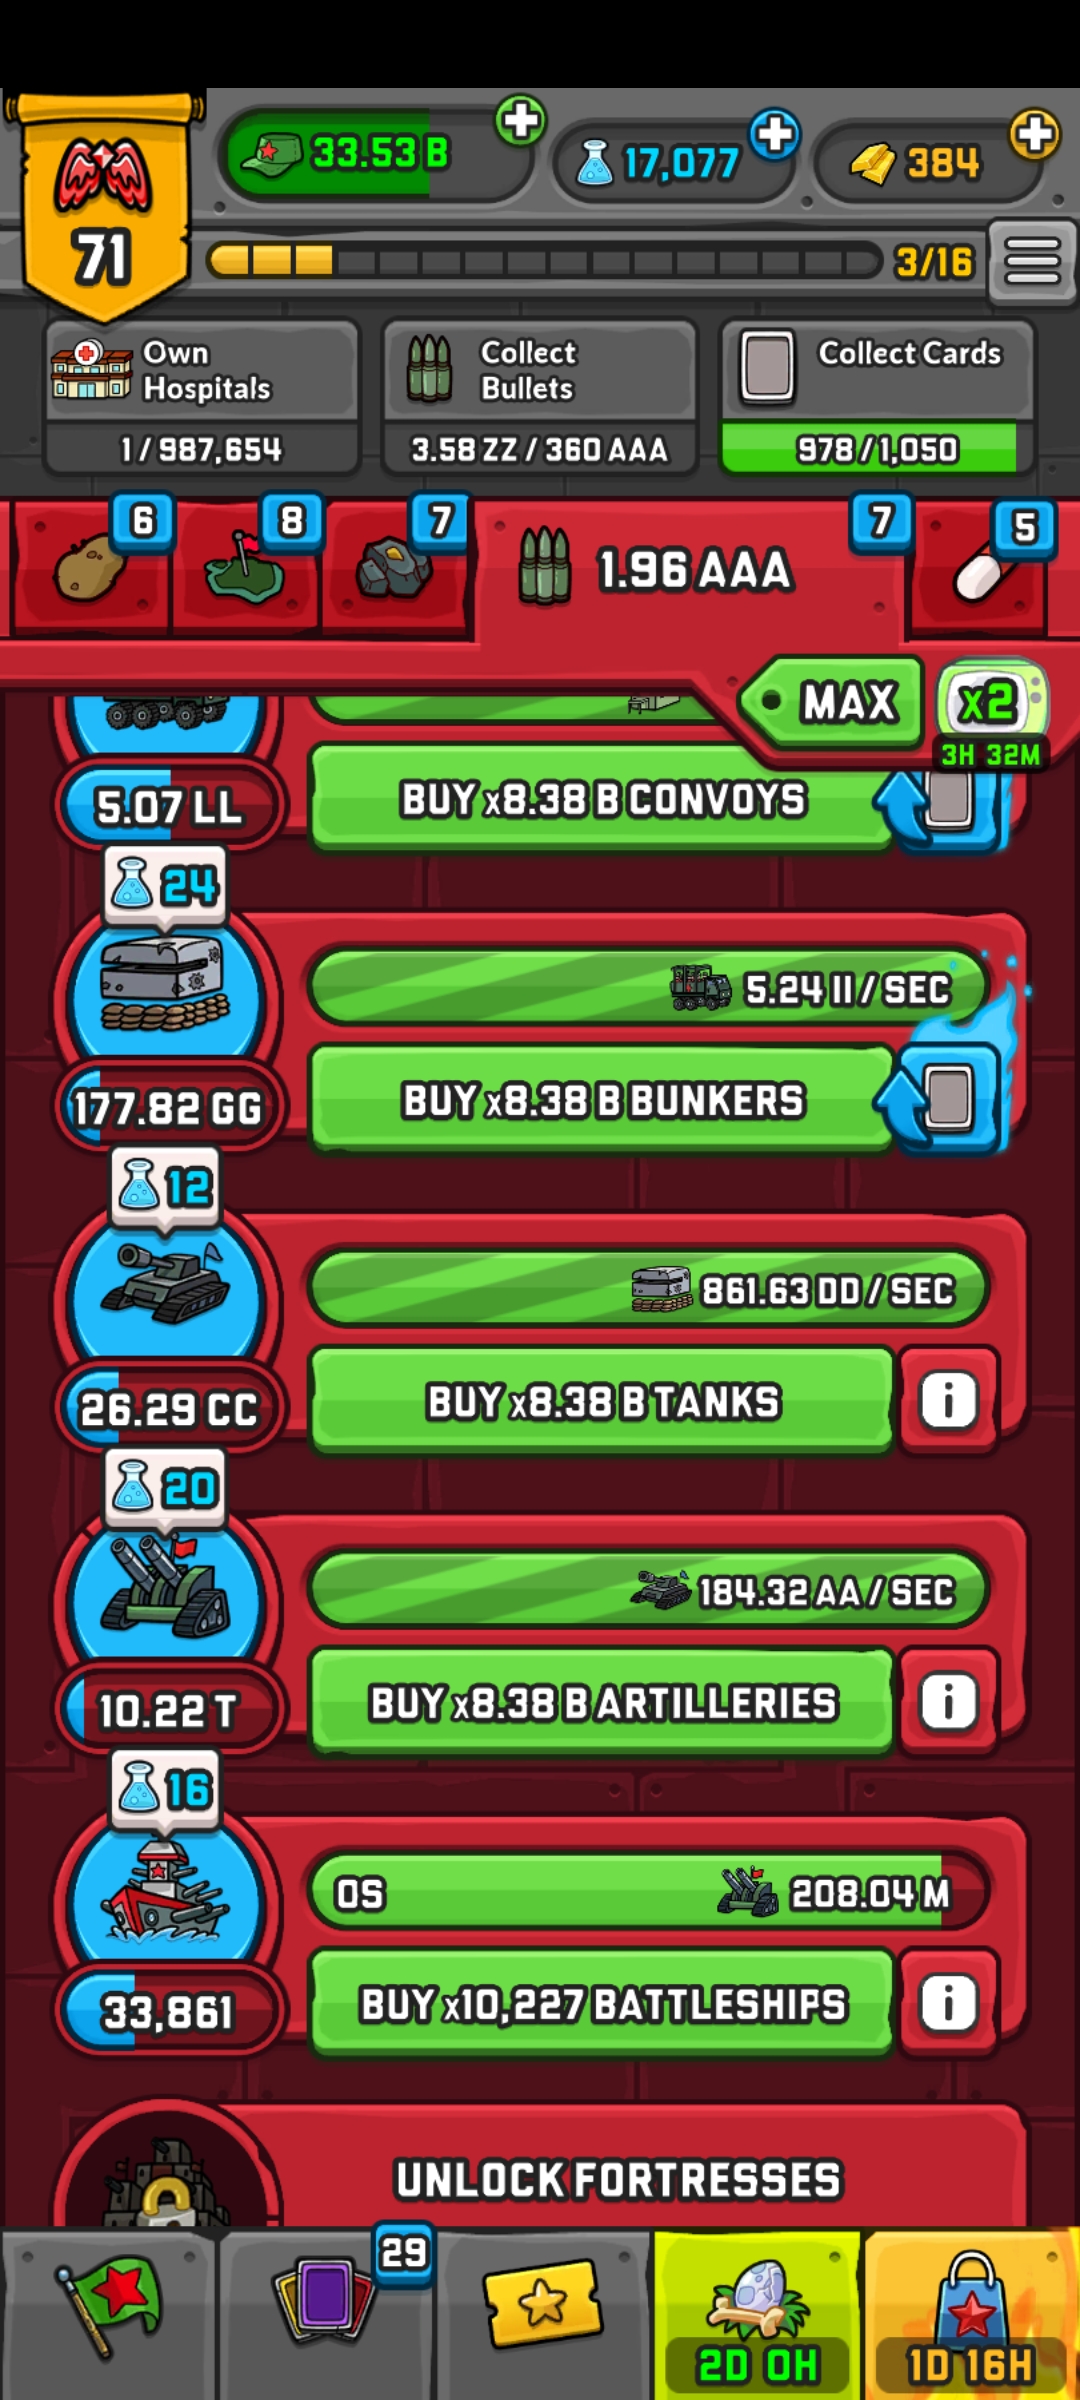 33.53 B
17,077
384
71
3/16
Own
Hospitals
1/987,654
Collect
Bullets
3.58 ZZ / 360 AAA
Collect Cards
978/1,050
6
8
7
1.96 AAA
7
5
MAX
x2
3H 32M
5.07 LL
BUY x8.38 B CONVOYS
24
5.24 II / SEC
177.82 GG
BUY x8.38 B BUNKERS
12
861.63 DD / SEC
26.29 CC
BUY x8.38 B TANKS
i
20
184.32 AA / SEC
10.22 T
BUY x8.38 B ARTILLERIES
i
16
0S
208.04 M
33,861
BUY x10,227 BATTLESHIPS
i
UNLOCK FORTRESSES
29
2D 0H
1D 16H